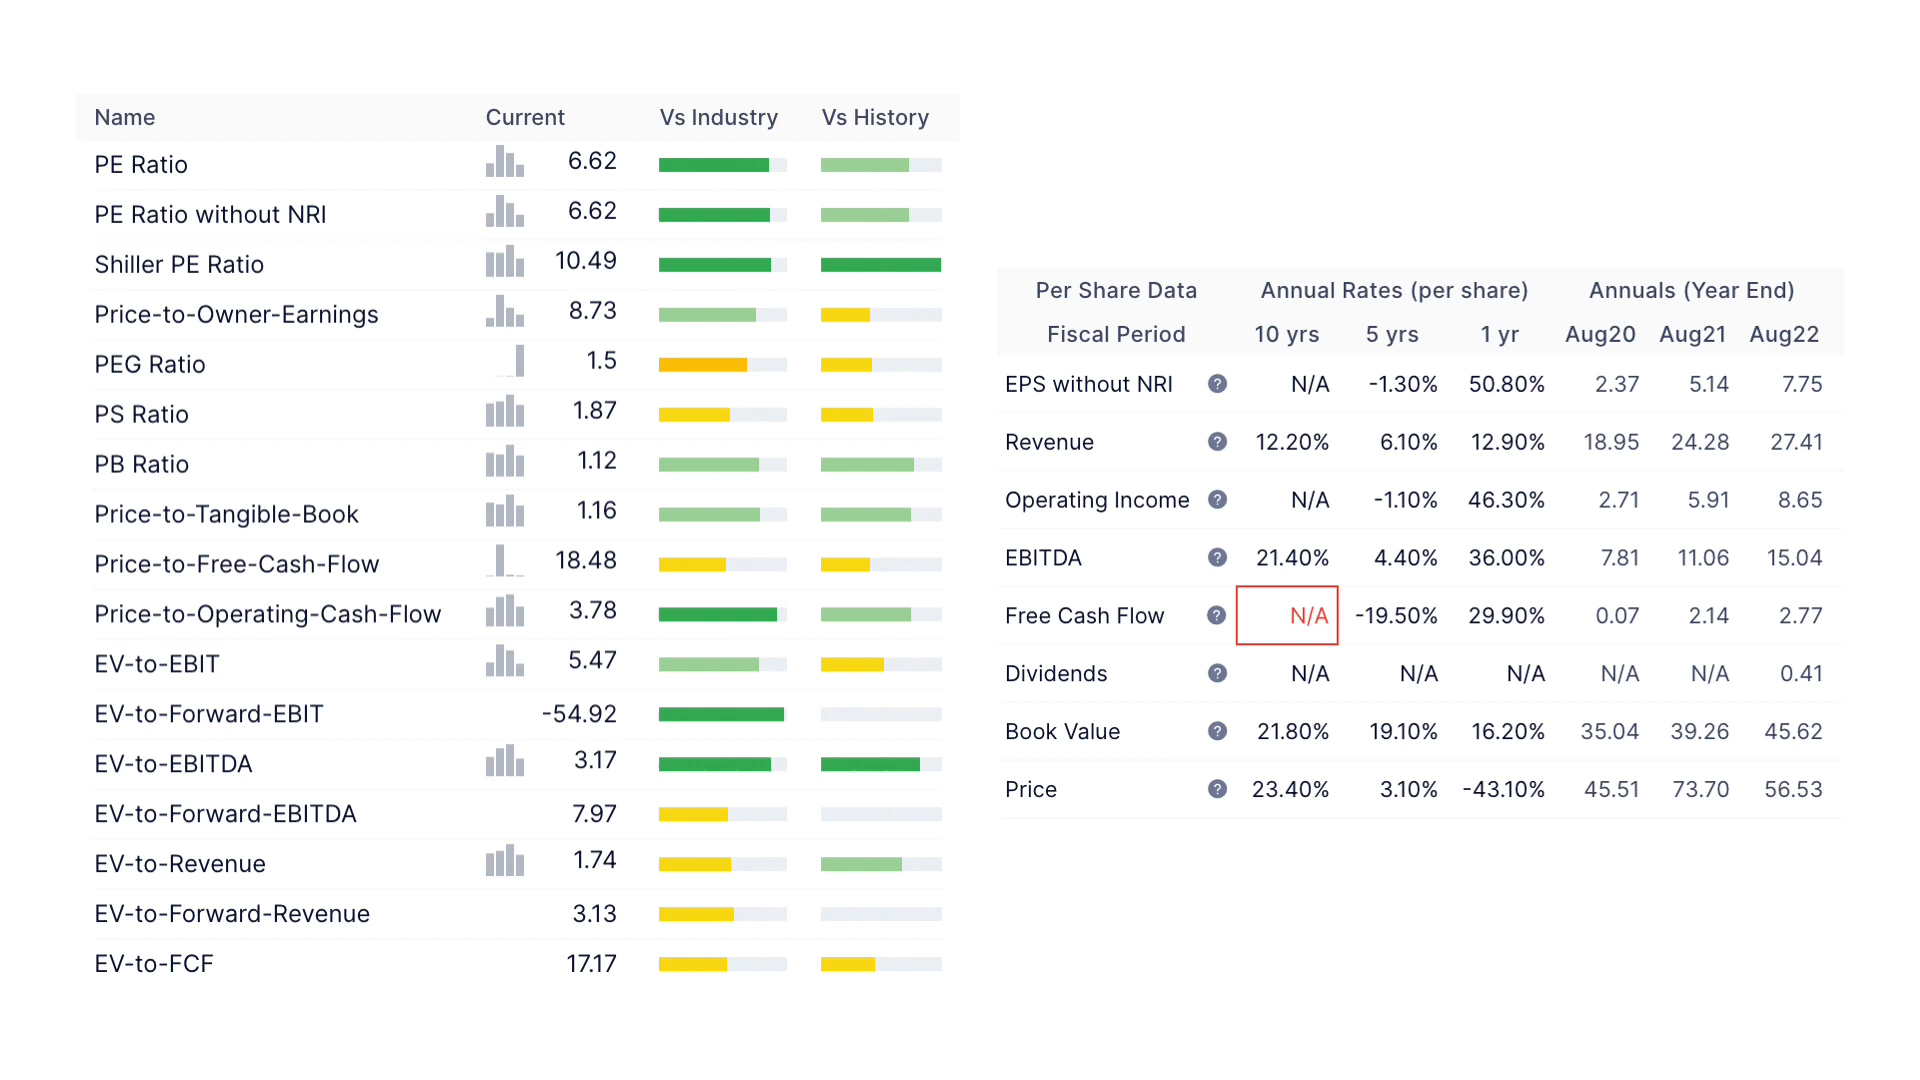 Name Current Vs Industry Vs History
PE Ratio 6.62
PE Ratio without NRI 6.62
Shiller PE Ratio 10.49
Price-to-Owner-Earnings 8.73
PEG Ratio 1.5
PS Ratio 1.87
PB Ratio 1.12
Price-to-Tangible-Book 1.16
Price-to-Free-Cash-Flow 18.48
Price-to-Operating-Cash-Flow 3.78
EV-to-EBIT 5.47
EV-to-Forward-EBIT -54.92
EV-to-EBITDA 3.17
EV-to-Forward-EBITDA 7.97
EV-to-Revenue 1.74
EV-to-Forward-Revenue 3.13
EV-to-FCF 17.17
Per Share Data Annual Rates (per share) Annuals (Year End)
Fiscal Period 10 yrs 5 yrs 1 yr Aug20 Aug21 Aug22
EPS without NRI ? N/A -1.30% 50.80% 2.37 5.14 7.75
Revenue ? 12.20% 6.10% 12.90% 18.95 24.28 27.41
Operating Income ? N/A -1.10% 46.30% 2.71 5.91 8.65
EBITDA ? 21.40% 4.40% 36.00% 7.81 11.06 15.04
Free Cash Flow ? N/A -19.50% 29.90% 0.07 2.14 2.77
Dividends ? N/A N/A N/A N/A N/A 0.41
Book Value ? 21.80% 19.10% 16.20% 35.04 39.26 45.62
Price ? 23.40% 3.10% -43.10% 45.51 73.70 56.53